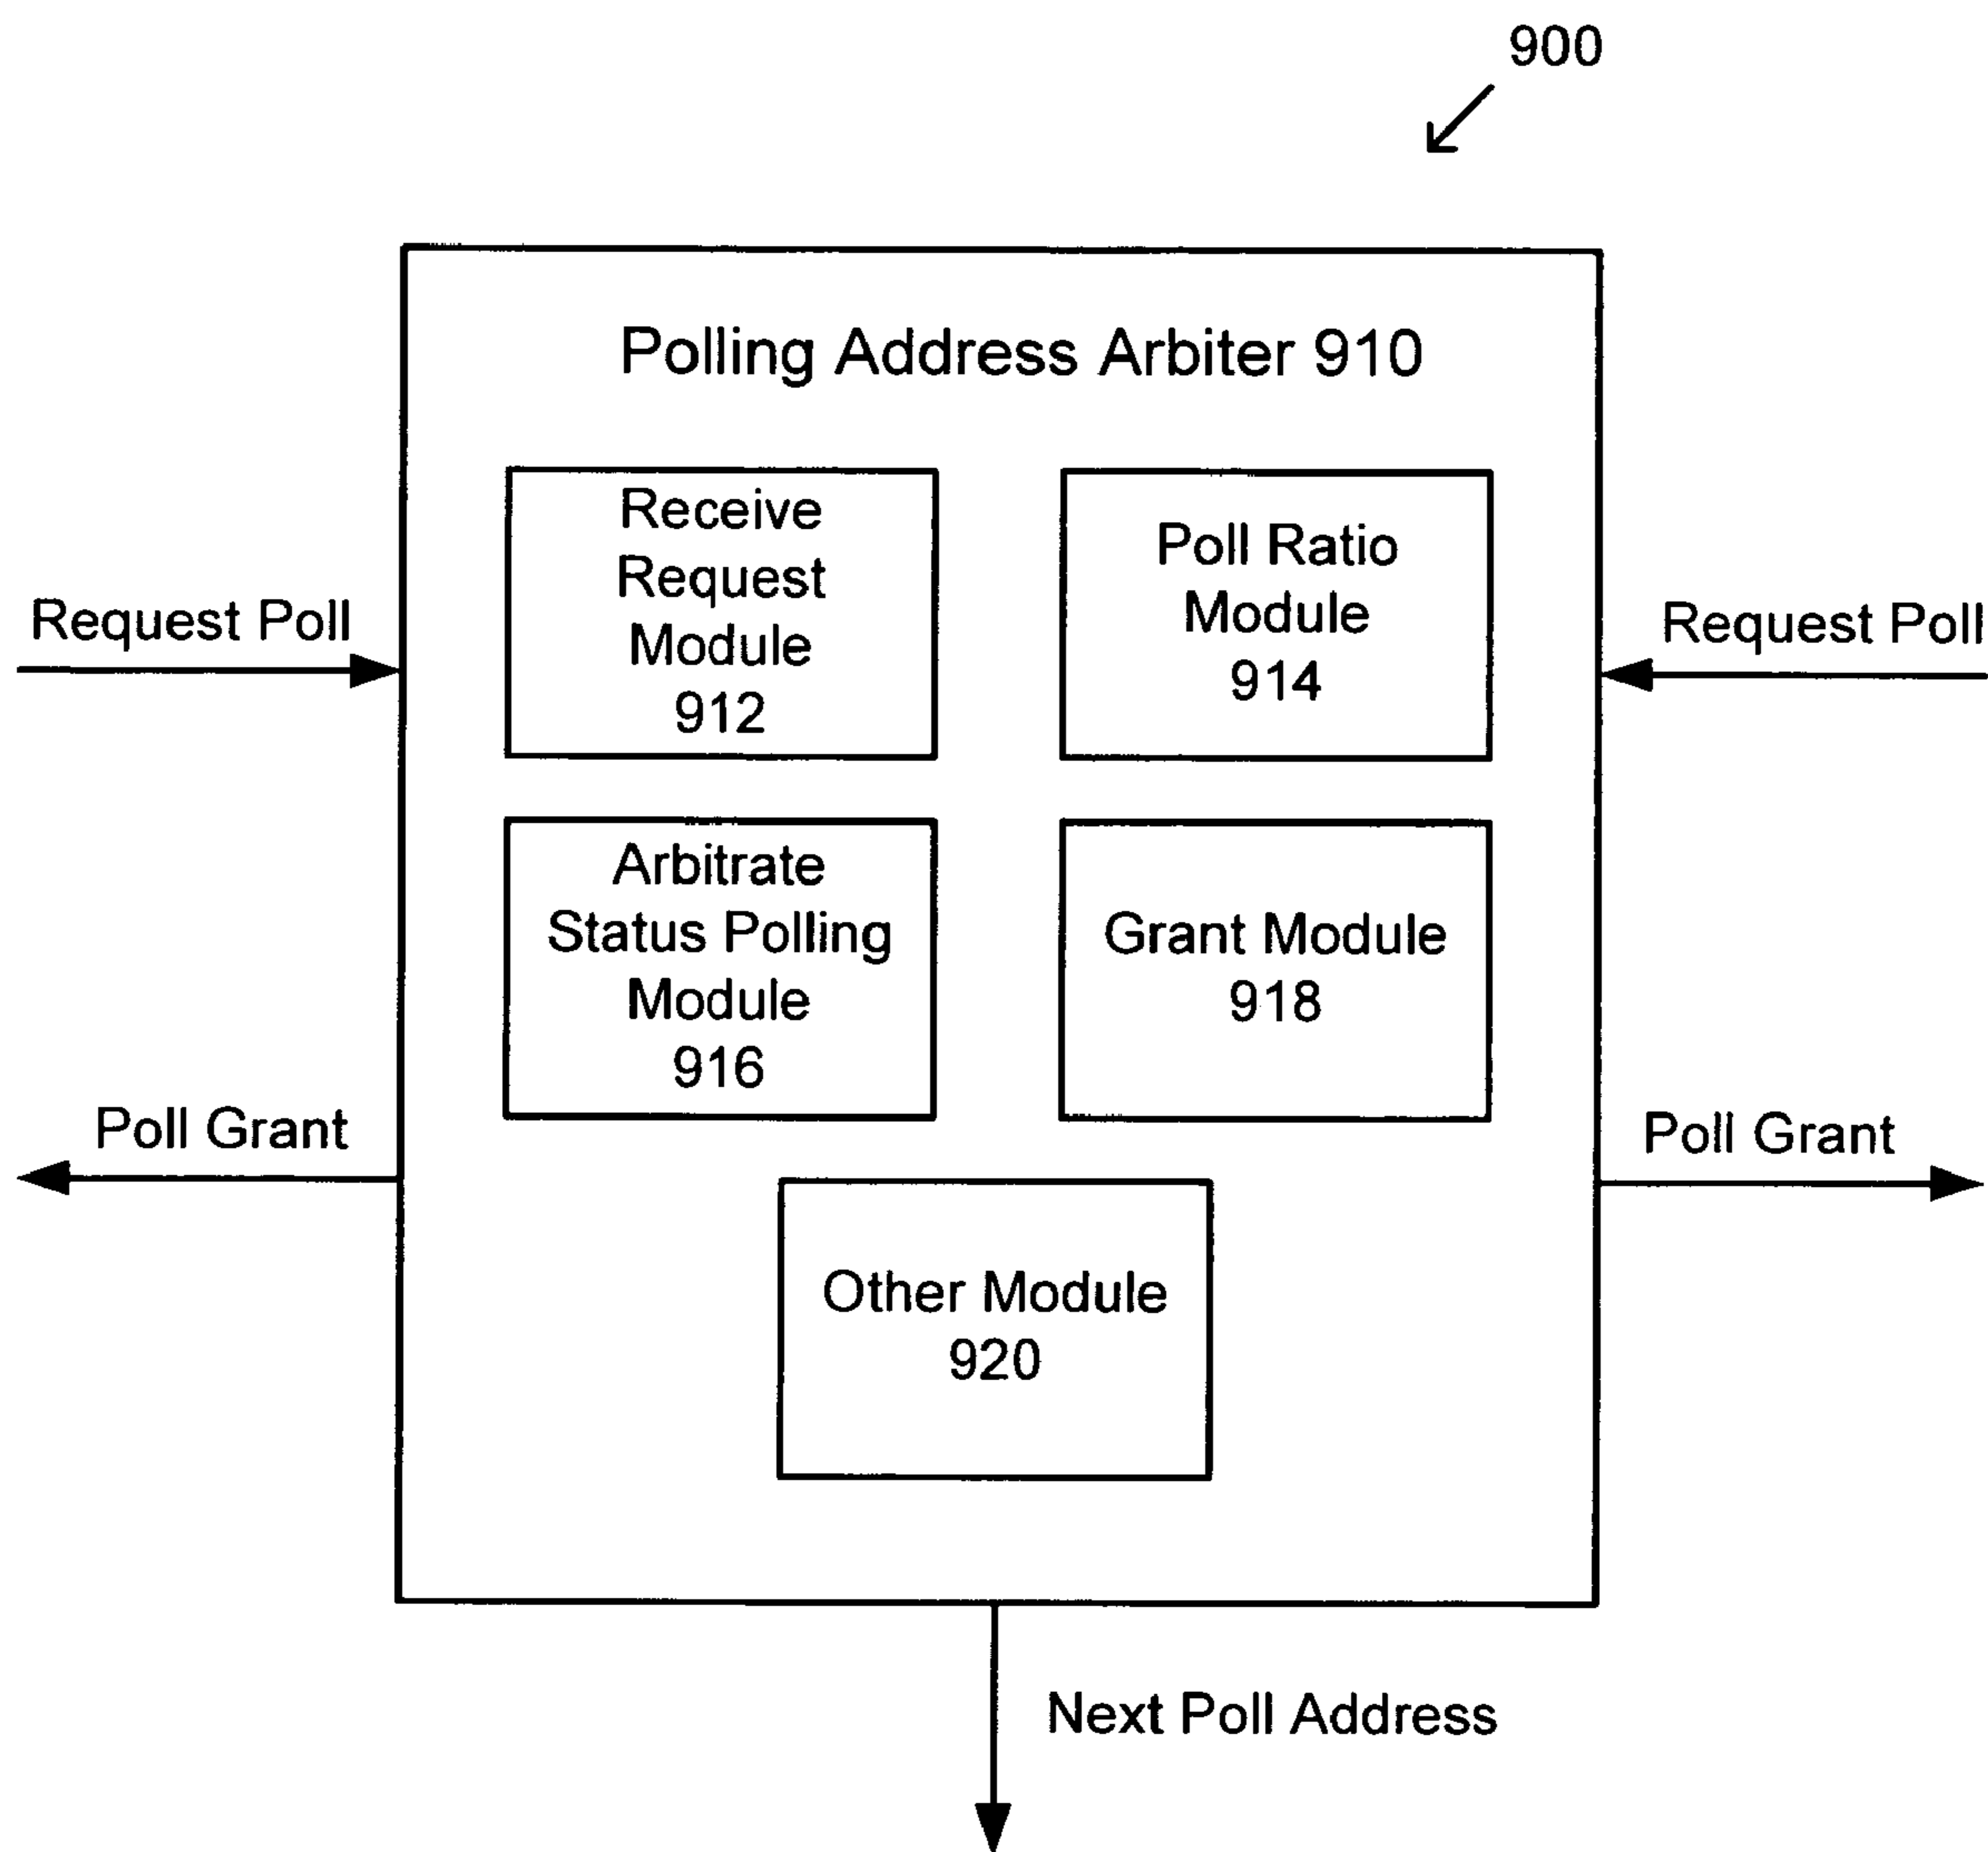 900
Polling Address Arbiter 910
Receive
Request
Module
912
Poll Ratio
Module
914
Request Poll
Request Poll
Arbitrate
Status Polling
Module
916
Grant Module
918
Poll Grant
Poll Grant
Other Module
920
Next Poll Address